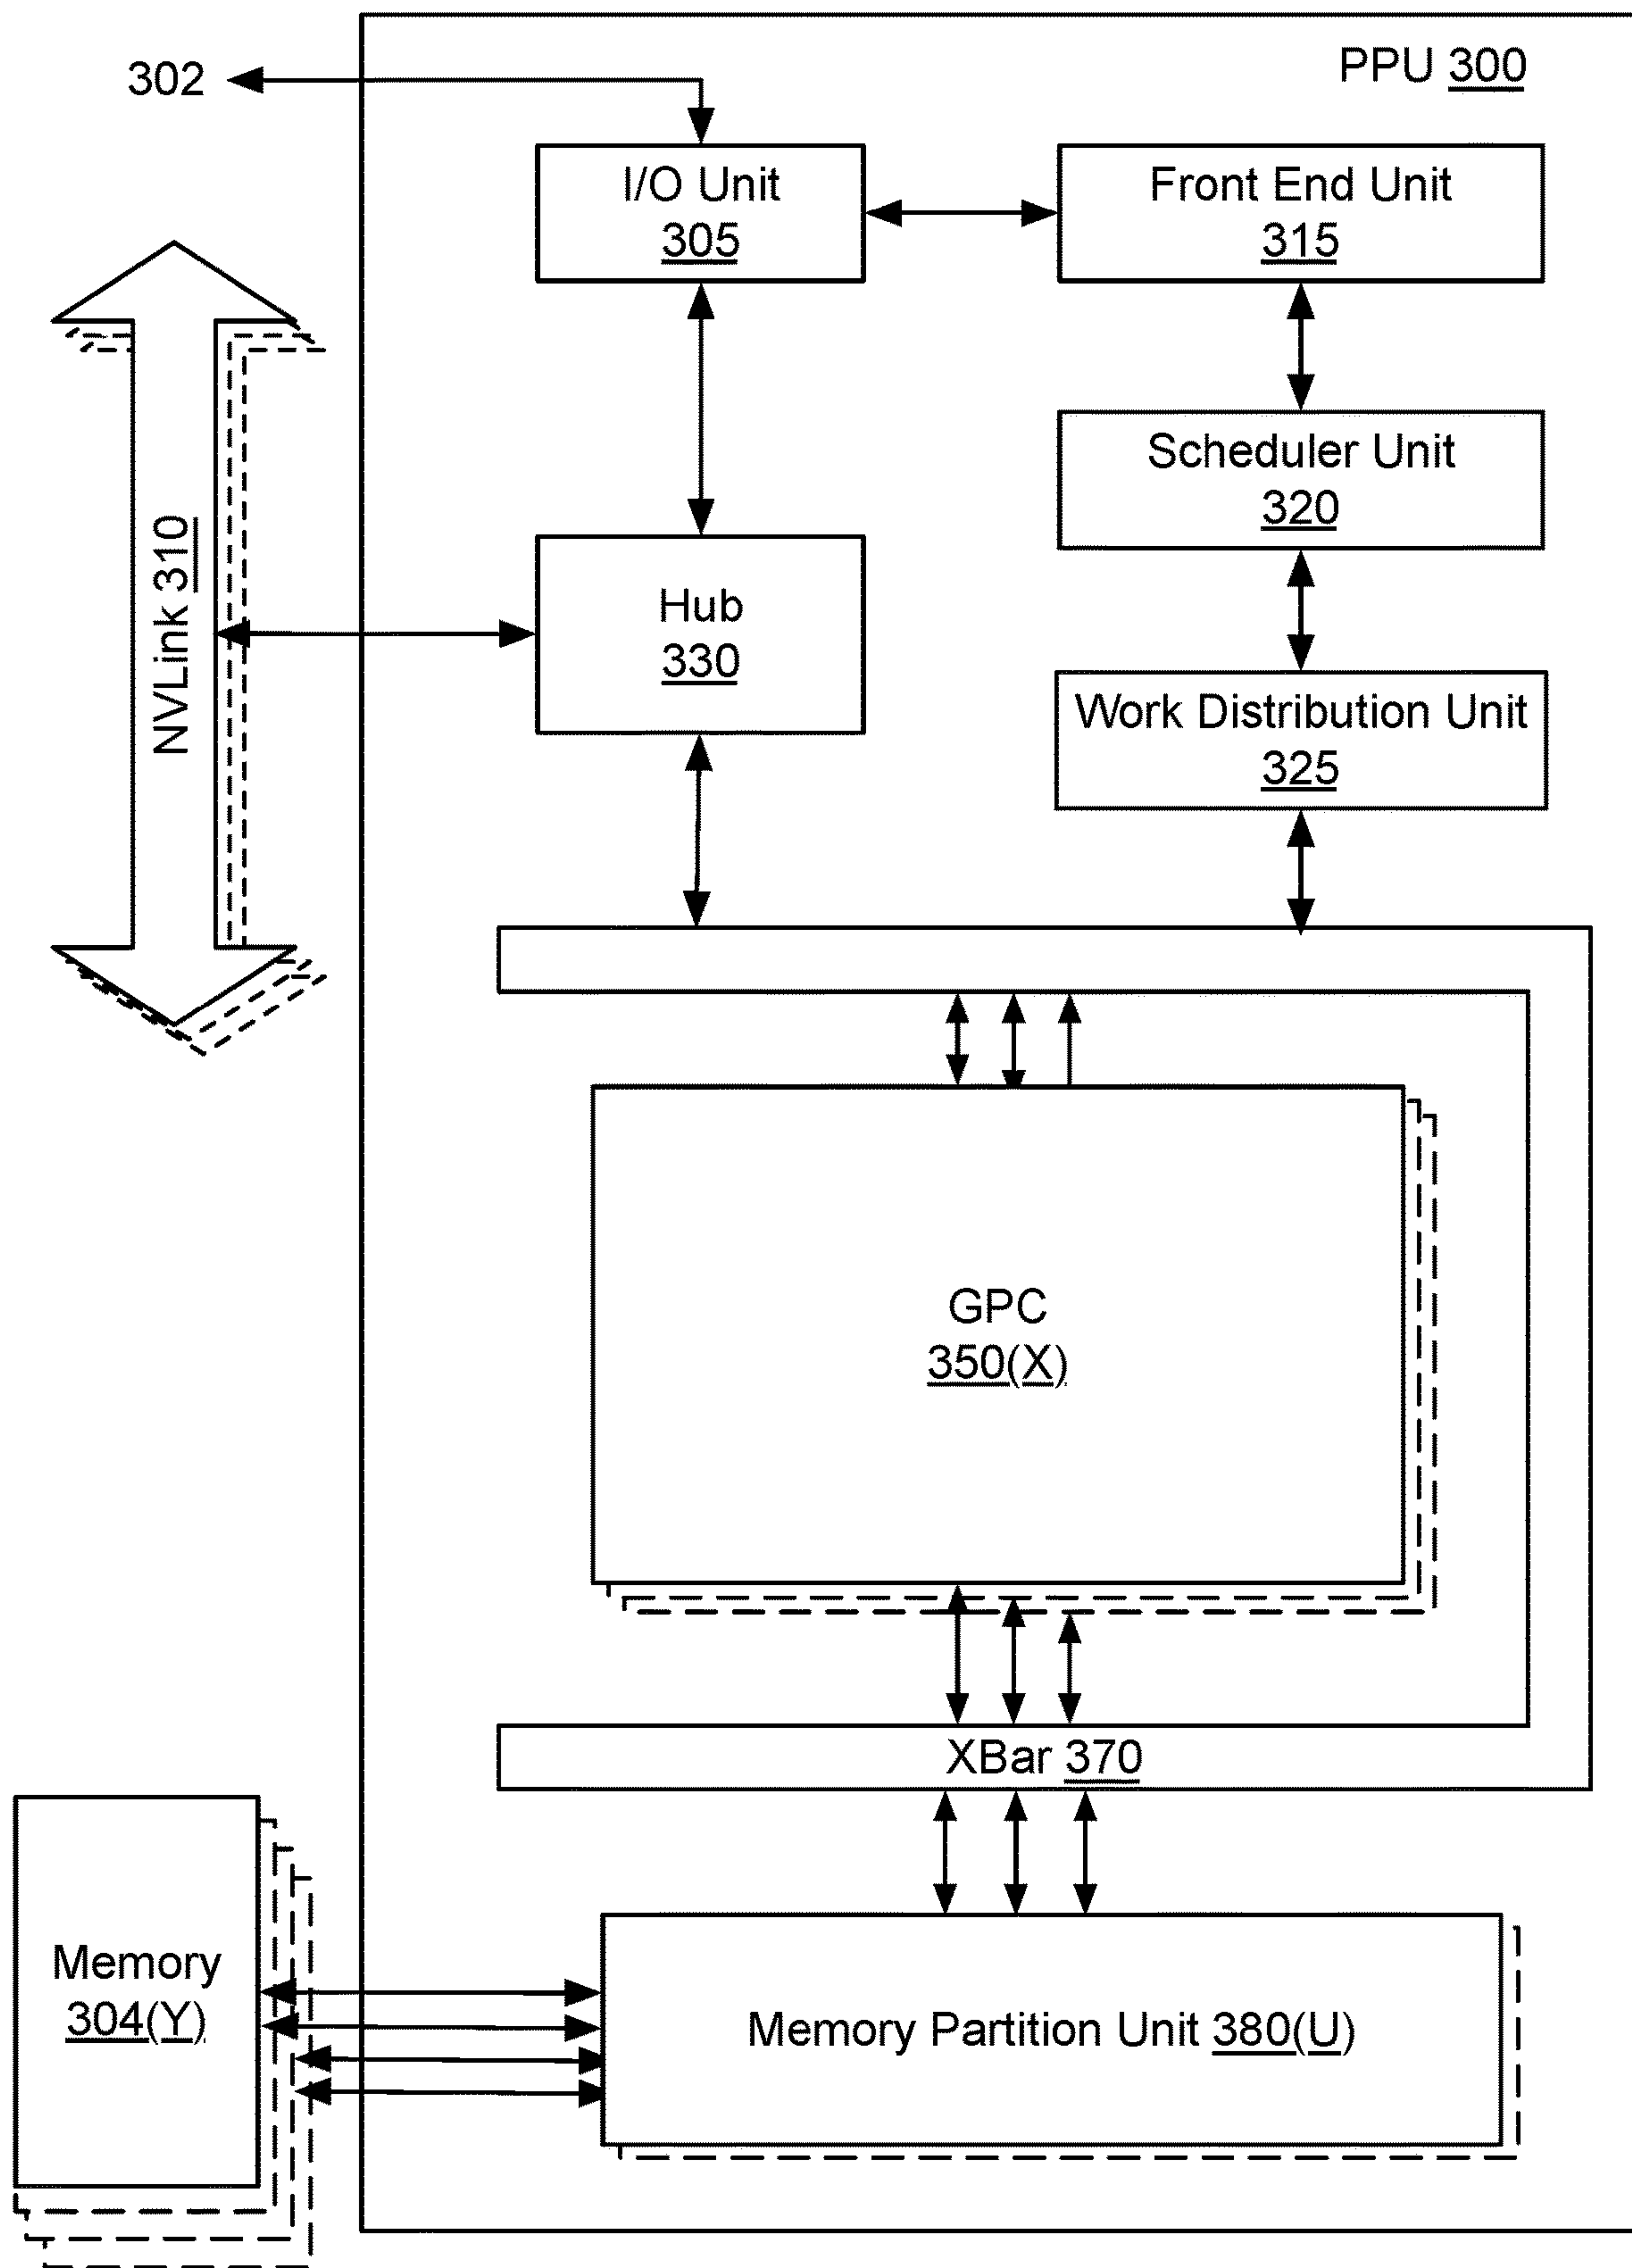 302
PPU 300
I/O Unit
305
Front End Unit
315
Scheduler Unit
320
NVLink 310
Hub
330
Work Distribution Unit
325
GPC
350(X)
XBar 370
Memory
304(Y)
Memory Partition Unit 380(U)